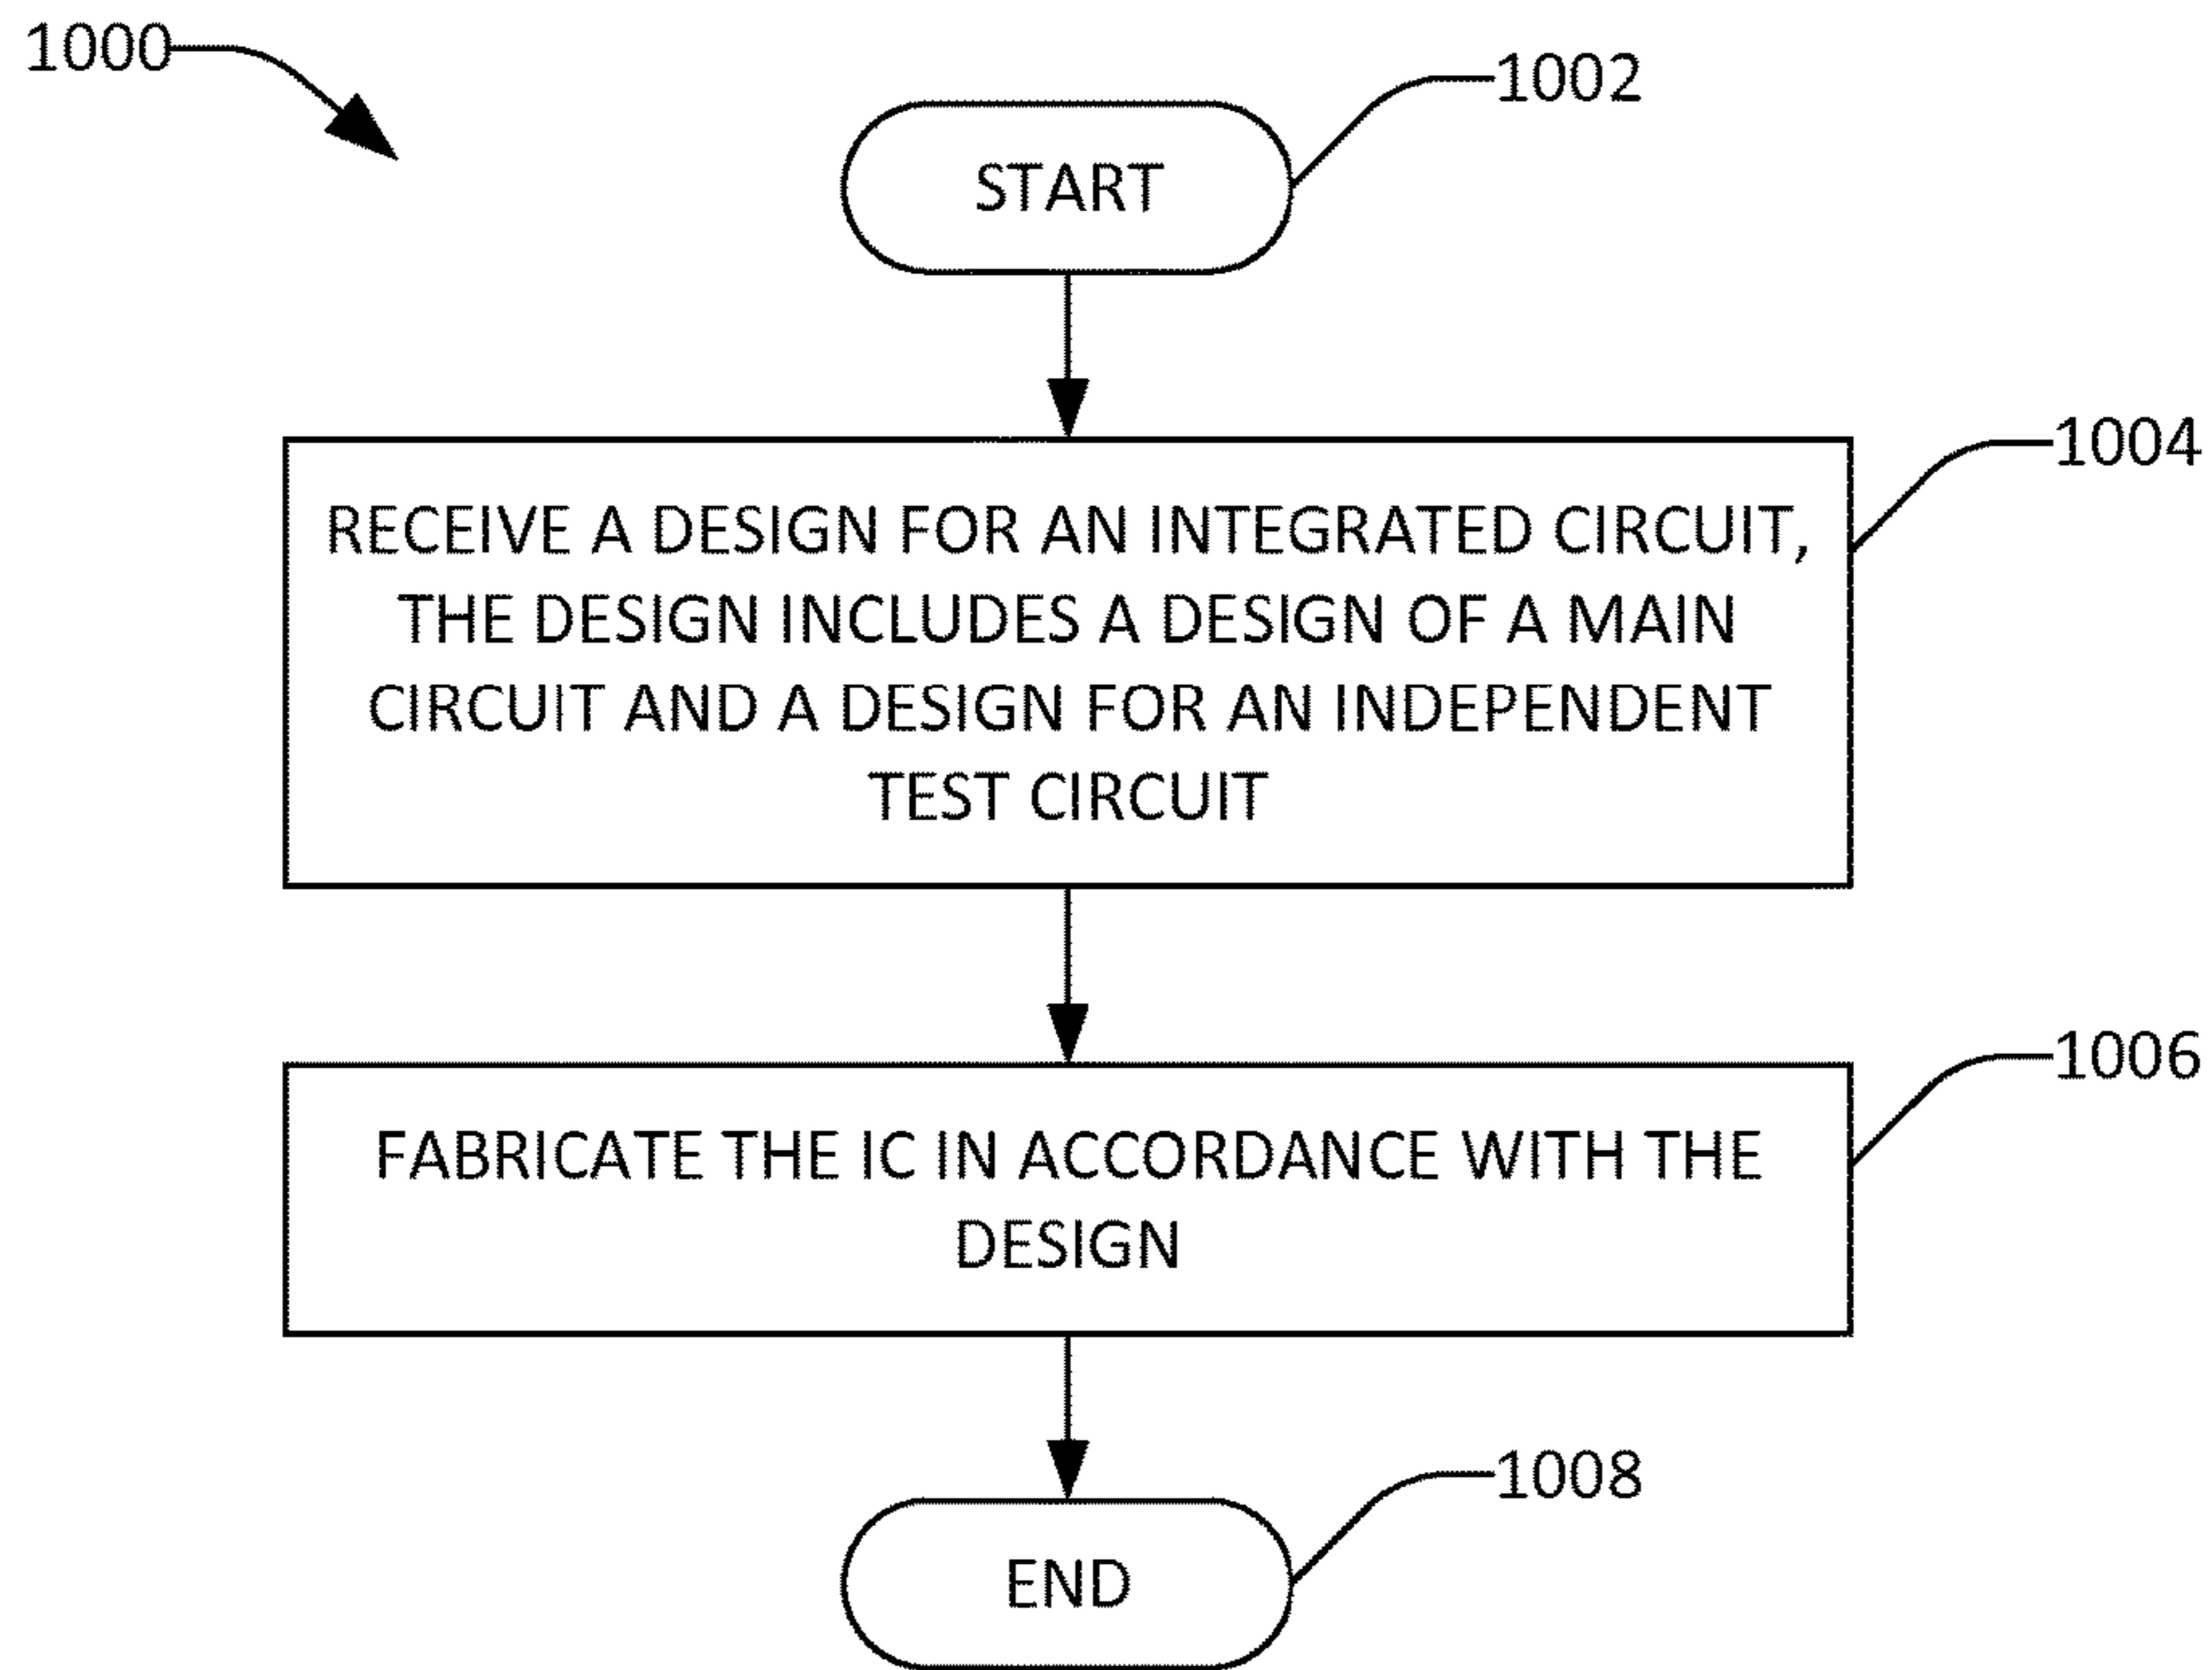 1000
1002
START
1004
RECEIVE A DESIGN FOR AN INTEGRATED CIRCUIT,
THE DESIGN INCLUDES A DESIGN OF A MAIN
CIRCUIT AND A DESIGN FOR AN INDEPENDENT
TEST CIRCUIT
1006
FABRICATE THE IC IN ACCORDANCE WITH THE
DESIGN
1008
END